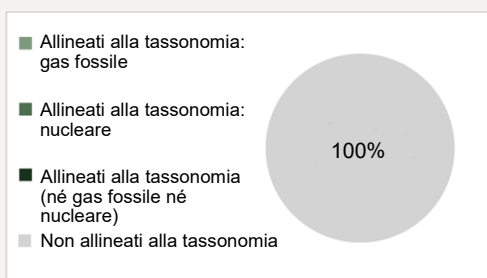 Allineati alla tassonomia:
gas fossile
Allineati alla tassonomia:
nucleare
Allineati alla tassonomia
(né gas fossile né
nucleare)
Non allineati alla tassonomia
100%